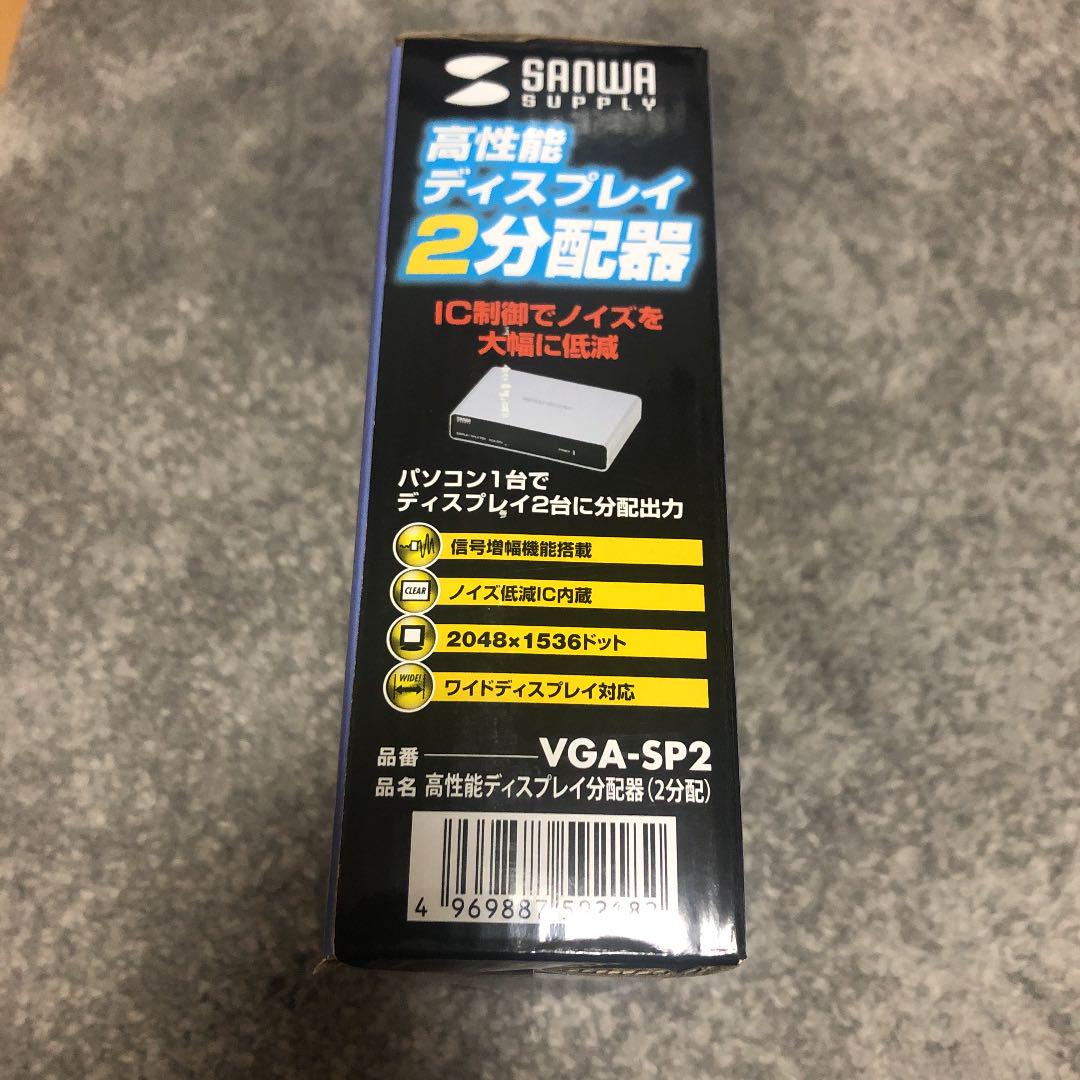 SANWA
SUPPLY
高性能
ディスプレイ
2分配器
IC制御でノイズを
大幅に低減
SANWA
パソコン1台で
ディスプレイ2台に分配出力
信号増幅機能搭載
CLEAR
ノイズ低減IC内蔵
2048×1536ドット
WIDE!
ワイドディスプレイ対応
品番 VGA-SP2
品名 高性能ディスプレイ分配器(2分配)
4 969887